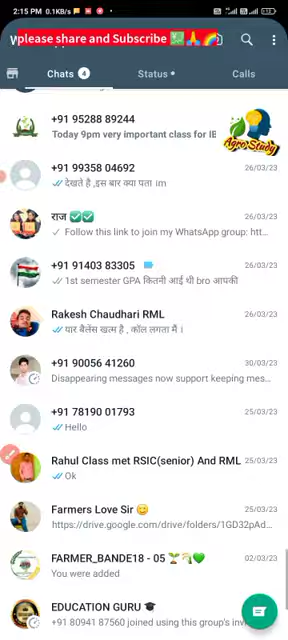 2:15 PM 0.1KB/s
please share and Subscribe
Chats 4 Status Calls
+91 95288 89244
Today 9pm very important class for IB
Agro Study
+91 99358 04692 26/03/23
देखते है ,इस बार क्या पता ।m
राज 26/03/23
Follow this link to join my WhatsApp group: htt...
+91 91403 83305 26/03/23
1st semester GPA कितनी आई थी bro आपकी
Rakesh Chaudhari RML 26/03/23
यार बैलेंस खत्म है , कॉल लगता मैं ।
+91 90056 41260 30/03/23
Disappearing messages now support keeping mes...
+91 78190 01793 25/03/23
Hello
Rahul Class met RSIC(senior) And RML 25/03/23
Ok
Farmers Love Sir 25/03/23
https://drive.google.com/drive/folders/1GD32pAd...
FARMER_BANDE18 - 05 02/03/23
You were added
EDUCATION GURU
+91 80941 87560 joined using this group's inv